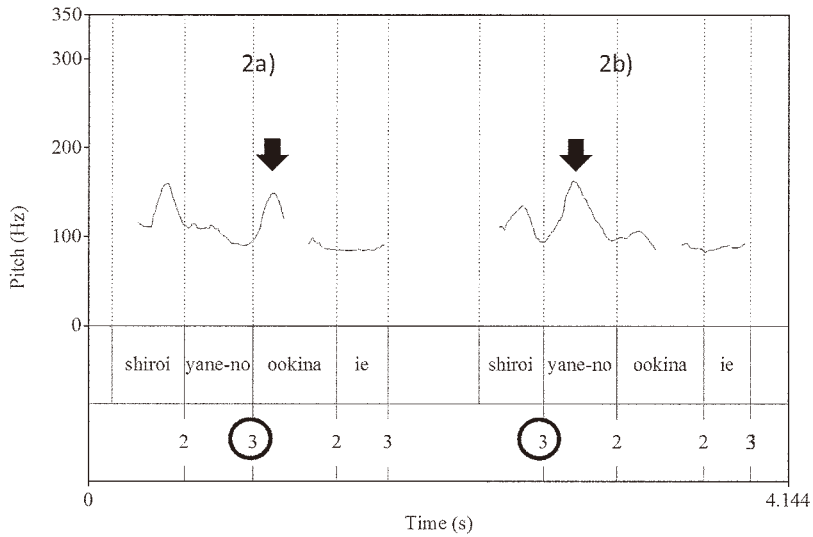 350
2a) 2b)
300
200
100
0
Pitch (Hz)
shiroi yane-no ookina ie shiroi yane-no ookina ie
2 3 2 3 3 2 2 3
0 4.144
Time (s)